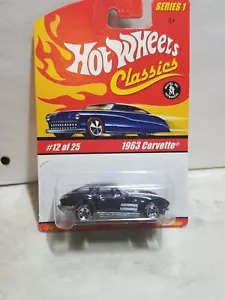 SERIES 1
Hot Wheels
Classics
#12 of 25
1963 Corvette®